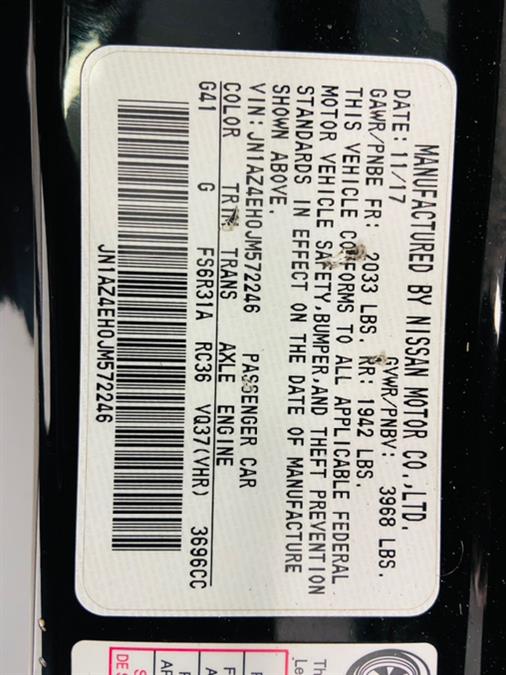 MANUFACTURED BY NISSAN MOTOR CO.,LTD.
DATE: 11/17 GVWR/PNBV: 3968 LBS.
GAWR/PNBE FR: 2033 LBS. RR: 1942 LBS.
THIS VEHICLE CONFORMS TO ALL APPLICABLE FEDERAL
MOTOR VEHICLE SAFETY,BUMPER,AND THEFT PREVENTION
STANDARDS IN EFFECT ON THE DATE OF MANUFACTURE
SHOWN ABOVE.
VIN: JN1AZ4EH0JM572246 PASSENGER CAR
COLOR TRIM TRANS AXLE ENGINE
G41 G FS6R31A RC36 VQ37(VHR) 3696CC
JN1AZ4EH0JM572246
Th
Le